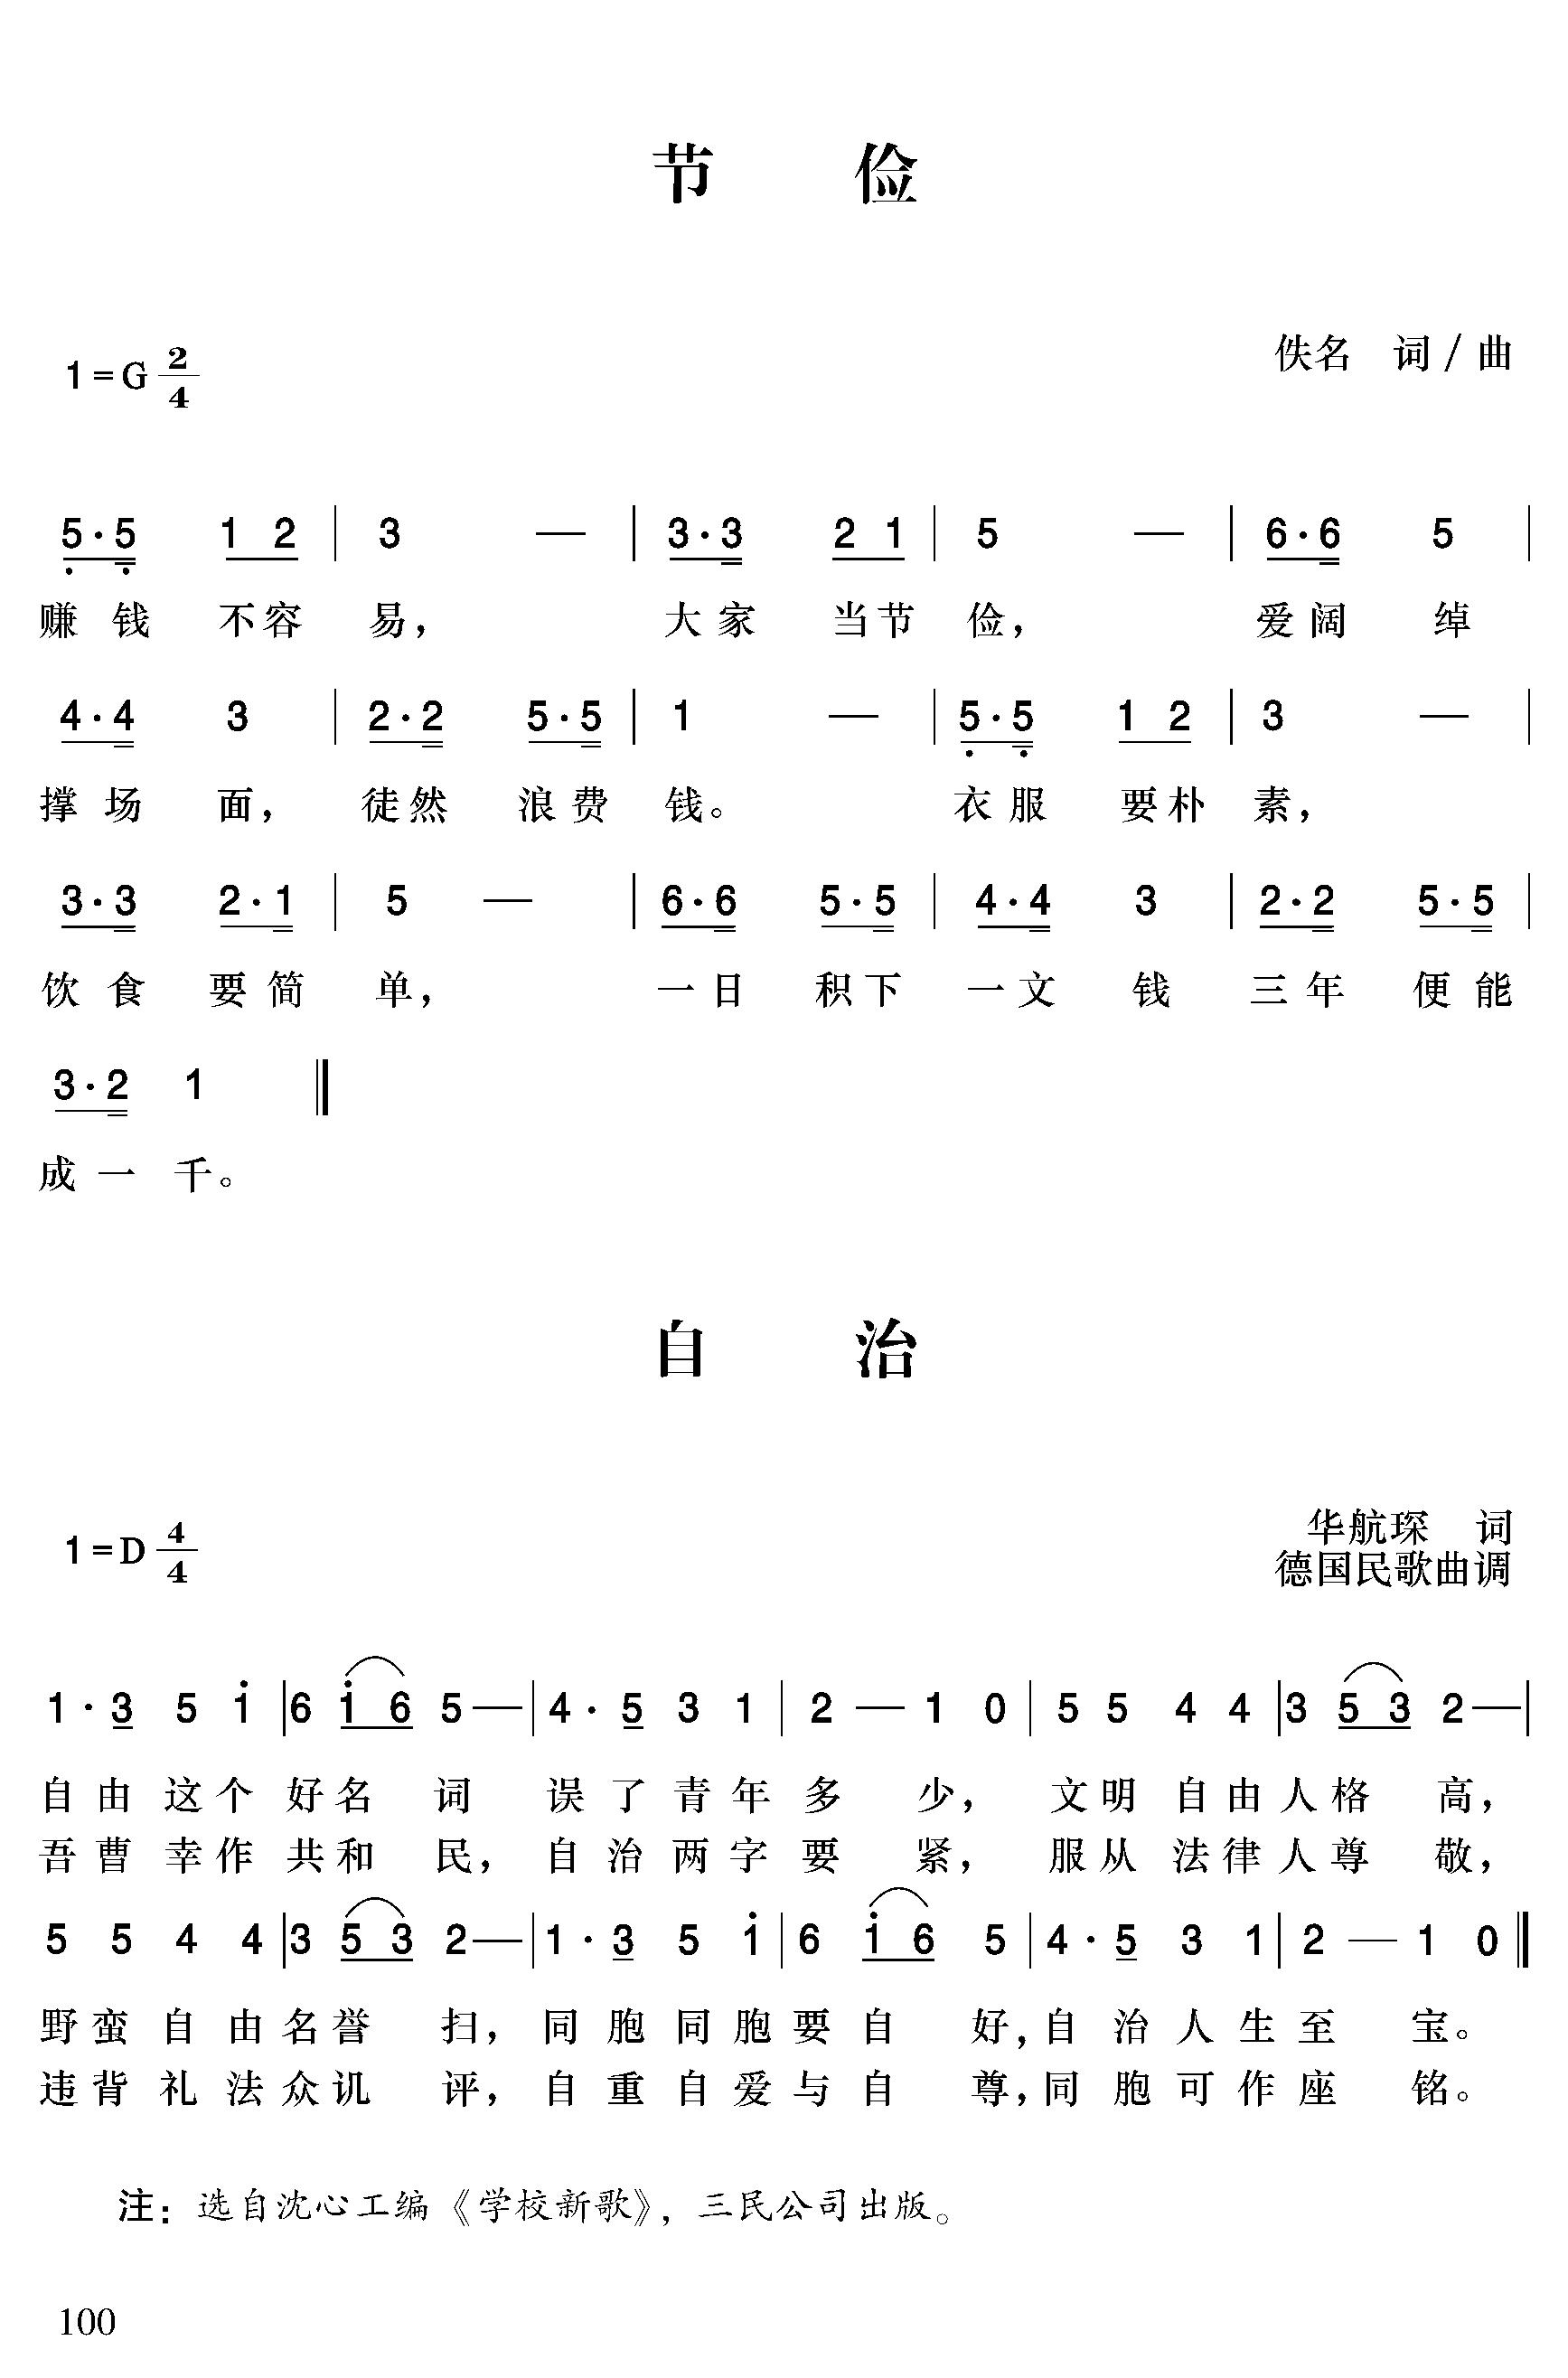 节 俭
佚名 词 / 曲
1 = G 2/4
5 · 5 1 2 | 3 — | 3 · 3 2 1 | 5 — | 6 · 6 5 |
赚 钱 不 容 易， 大 家 当 节 俭， 爱 阔 绰
4 · 4 3 | 2 · 2 5 · 5 | 1 — | 5 · 5 1 2 | 3 — |
撑 场 面， 徒 然 浪 费 钱。 衣 服 要 朴 素，
3 · 3 2 · 1 | 5 — | 6 · 6 5 · 5 | 4 · 4 3 | 2 · 2 5 · 5 |
饮 食 要 简 单， 一 日 积 下 一 文 钱 三 年 便 能
3 · 2 1 ‖
成 一 千。
自 治
华航琛 词
1 = D 4/4
德国民歌曲调
1 · 3 5 i | 6 i 6 5 — | 4 · 5 3 1 | 2 — 1 0 | 5 5 4 4 | 3 5 3 2 — |
自 由 这 个 好 名 词 误 了 青 年 多 少， 文 明 自 由 人 格 高，
吾 曹 幸 作 共 和 民， 自 治 两 字 要 紧， 服 从 法 律 人 尊 敬，
5 5 4 4 | 3 5 3 2 — | 1 · 3 5 i | 6 i 6 5 | 4 · 5 3 1 | 2 — 1 0 ‖
野 蛮 自 由 名 誉 扫， 同 胞 同 胞 要 自 好， 自 治 人 生 至 宝。
违 背 礼 法 众 讥 评， 自 重 自 爱 与 自 尊， 同 胞 可 作 座 铭。
注：选自沈心工编《学校新歌》，三民公司出版。
100